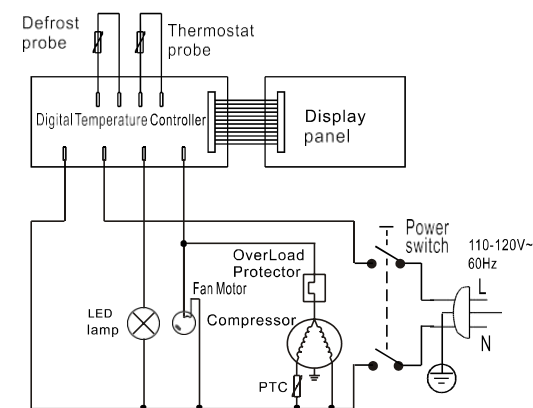 Defrost
probe
Thermostat
probe
Digital Temperature Controller
Display
panel
Power
switch
110-120V~
60Hz
OverLoad
Protector
Fan Motor
L
LED
lamp
Compressor
N
PTC